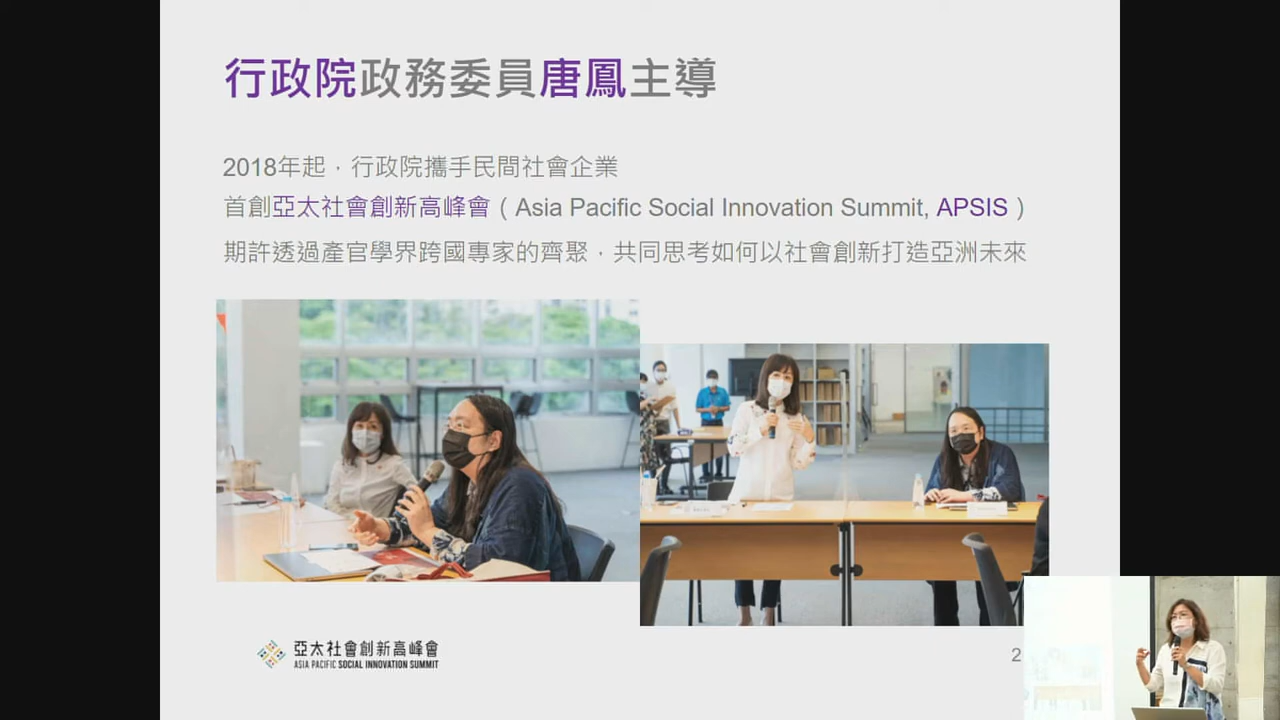 行政院政務委員唐鳳主導
2018年起，行政院攜手民間社會企業
首創亞太社會創新高峰會（Asia Pacific Social Innovation Summit, APSIS）
期許透過產官學界跨國專家的齊聚，共同思考如何以社會創新打造亞洲未來
亞太社會創新高峰會
ASIA PACIFIC SOCIAL INNOVATION SUMMIT
2